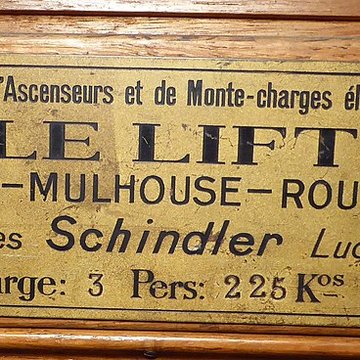 'Ascenseurs et de Monte-charges él
LE LIFT
-MULHOUSE-ROU
es Schindler Lu
arge: 3 Pers: 225 Kos